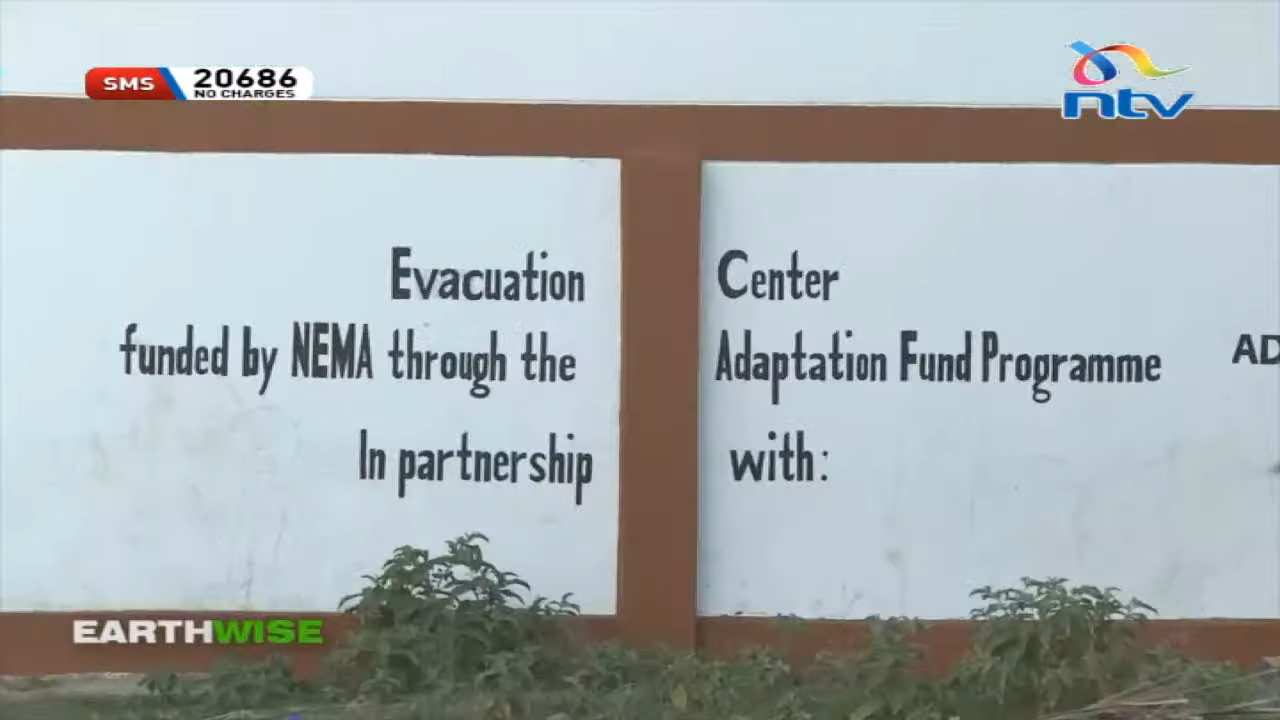 SMS 20686
NO CHARGES
ntv
Evacuation Center
funded by NEMA through the Adaptation Fund Programme AD
In partnership with:
EARTHWISE